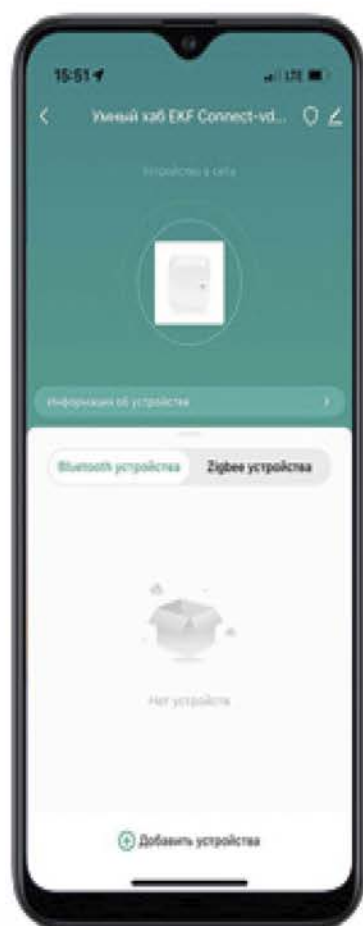 15:51
LTE
Умный хаб EKF Connect-vd...
Устройство в сети
Информация об устройстве
Bluetooth устройства
Zigbee устройства
Нет устройств
Добавить устройства